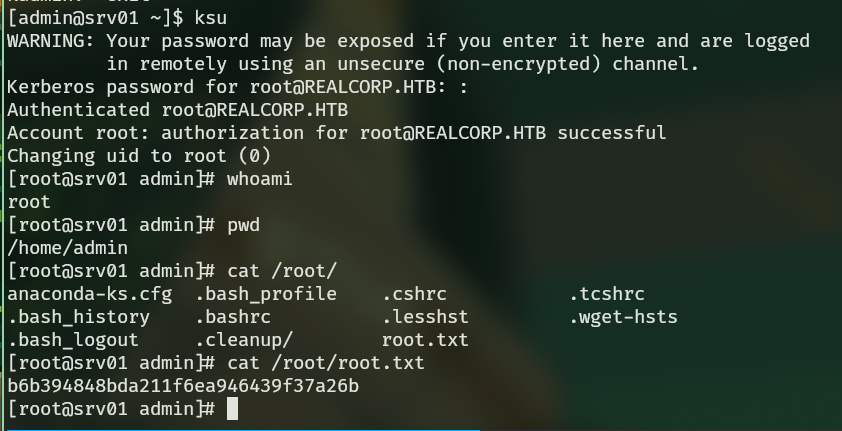 [admin@srv01 ~]$ ksu
WARNING: Your password may be exposed if you enter it here and are logged
         in remotely using an unsecure (non-encrypted) channel.
Kerberos password for root@REALCORP.HTB: :
Authenticated root@REALCORP.HTB
Account root: authorization for root@REALCORP.HTB successful
Changing uid to root (0)
[root@srv01 admin]# whoami
root
[root@srv01 admin]# pwd
/home/admin
[root@srv01 admin]# cat /root/
anaconda-ks.cfg  .bash_profile    .cshrc           .tcshrc
.bash_history    .bashrc          .lesshst         .wget-hsts
.bash_logout     .cleanup/        root.txt
[root@srv01 admin]# cat /root/root.txt
b6b394848bda211f6ea946439f37a26b
[root@srv01 admin]#